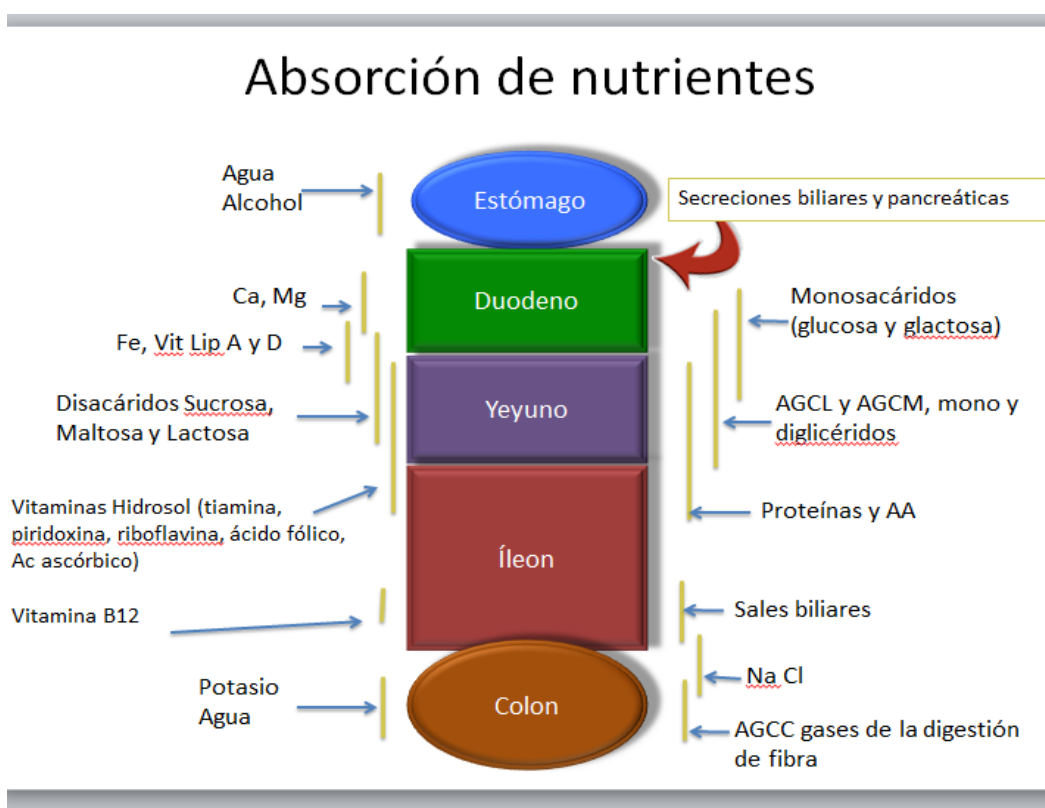 Absorción de nutrientes
Agua
Alcohol
Estómago
Secreciones biliares y pancreáticas
Ca, Mg
Duodeno
Monosacáridos
(glucosa y glactosa)
Fe, Vit Lip A y D
Disacáridos Sucrosa,
Maltosa y Lactosa
Yeyuno
AGCL y AGCM, mono y
diglicéridos
Vitaminas Hidrosol (tiamina,
piridoxina, riboflavina, ácido fólico,
Ac ascórbico)
Proteínas y AA
Íleon
Vitamina B12
Sales biliares
Potasio
Agua
Colon
Na Cl
AGCC gases de la digestión
de fibra